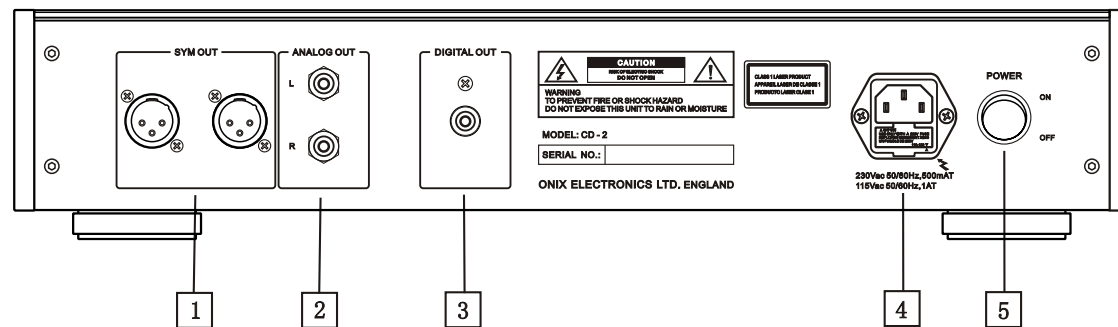 SYM OUT
ANALOG OUT
L
R
DIGITAL OUT
CAUTION
RISK OF ELECTRIC SHOCK
DO NOT OPEN
WARNING
TO PREVENT FIRE OR SHOCK HAZARD
DO NOT EXPOSE THIS UNIT TO RAIN OR MOISTURE
MODEL: CD - 2
SERIAL NO.:
ONIX ELECTRONICS LTD. ENGLAND
CLASS 1 LASER PRODUCT
APPAREIL LASER DE CLASSE 1
PRODUCTO LASER CLASE 1
230Vac 50/60Hz,500mAT
115Vac 50/60Hz,1AT
POWER
ON
OFF
1
2
3
4
5